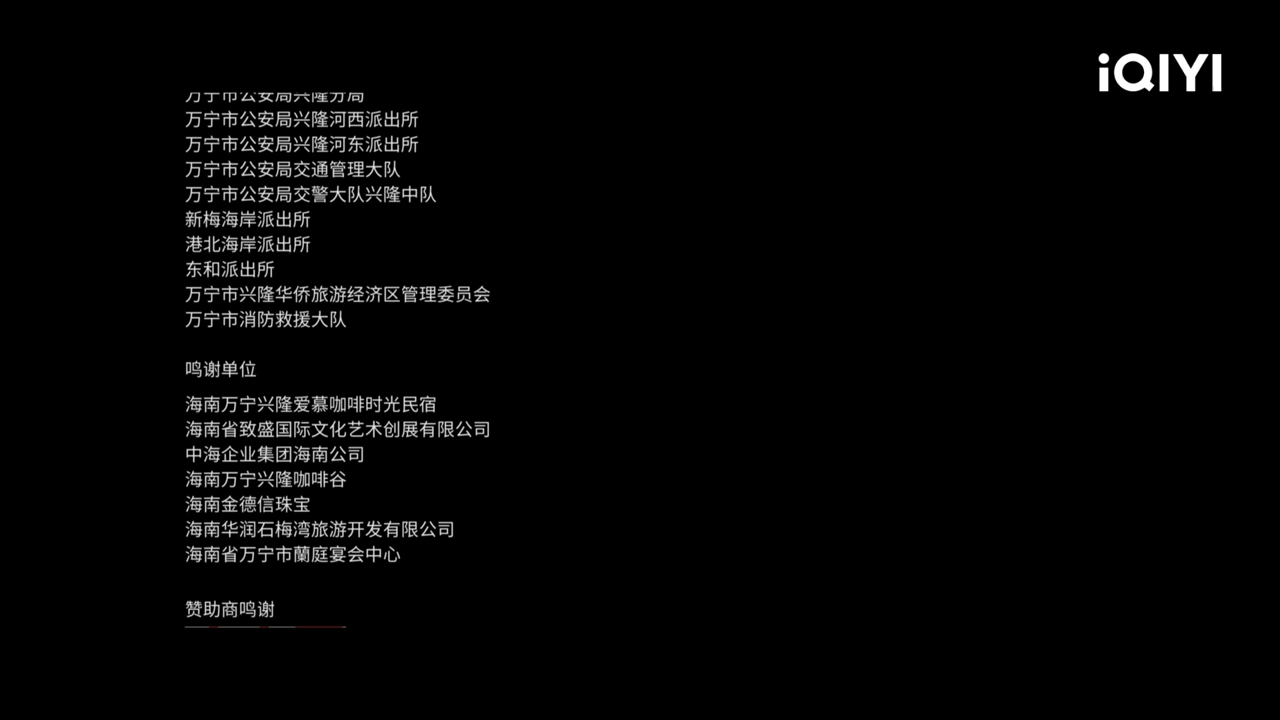 iQIYI
万宁市公安局兴隆分局
万宁市公安局兴隆河西派出所
万宁市公安局兴隆河东派出所
万宁市公安局交通管理大队
万宁市公安局交警大队兴隆中队
新梅海岸派出所
港北海岸派出所
东和派出所
万宁市兴隆华侨旅游经济区管理委员会
万宁市消防救援大队
鸣谢单位
海南万宁兴隆爱慕咖啡时光民宿
海南省致盛国际文化艺术创展有限公司
中海企业集团海南公司
海南万宁兴隆咖啡谷
海南金德信珠宝
海南华润石梅湾旅游开发有限公司
海南省万宁市蘭庭宴会中心
赞助商鸣谢